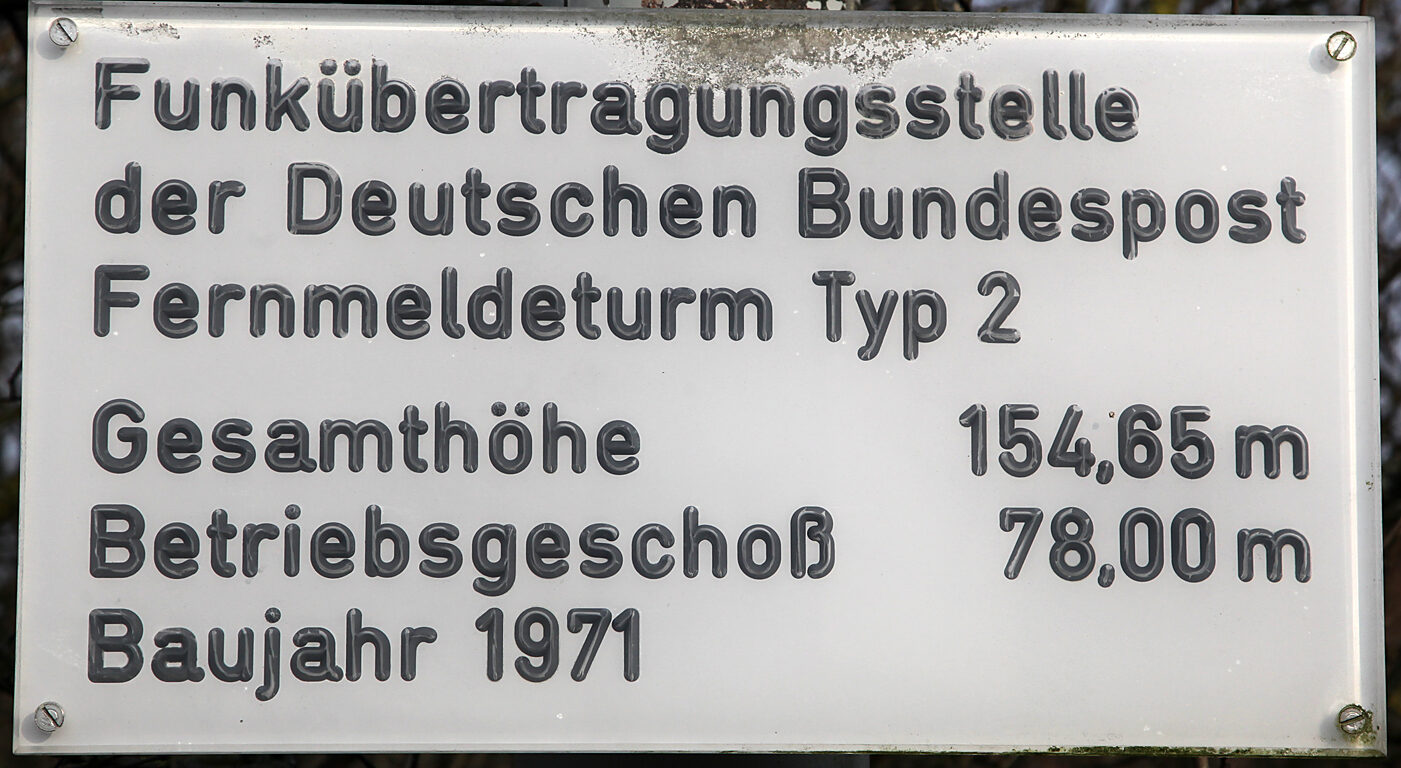 Funkübertragungsstelle
der Deutschen Bundespost
Fernmeldeturm Typ 2
Gesamthöhe 154,65 m
Betriebsgeschoß 78,00 m
Baujahr 1971